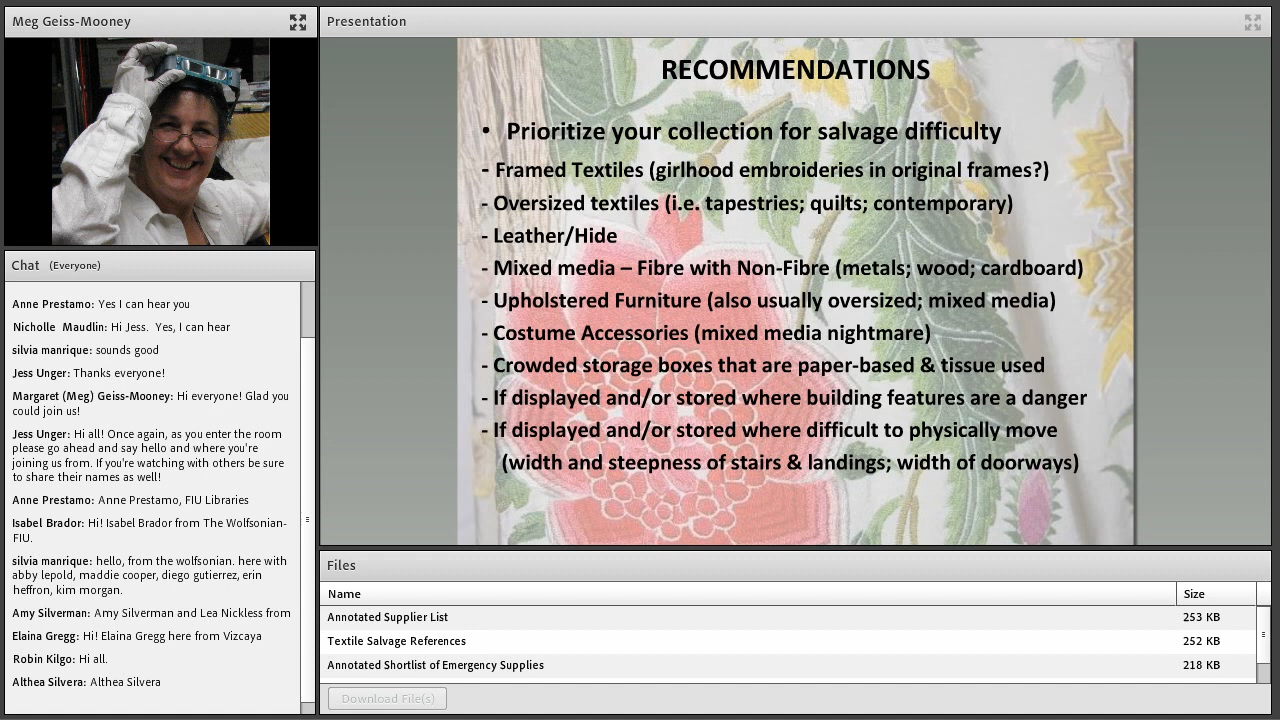 Meg Geiss-Mooney
Presentation
RECOMMENDATIONS
• Prioritize your collection for salvage difficulty
- Framed Textiles (girlhood embroideries in original frames?)
- Oversized textiles (i.e. tapestries; quilts; contemporary)
- Leather/Hide
- Mixed media – Fibre with Non-Fibre (metals; wood; cardboard)
- Upholstered Furniture (also usually oversized; mixed media)
- Costume Accessories (mixed media nightmare)
- Crowded storage boxes that are paper-based & tissue used
- If displayed and/or stored where building features are a danger
- If displayed and/or stored where difficult to physically move
(width and steepness of stairs & landings; width of doorways)
Chat (Everyone)
Anne Prestamo: Yes I can hear you
Nicholle Maudlin: Hi Jess. Yes, I can hear
silvia manrique: sounds good
Jess Unger: Thanks everyone!
Margaret (Meg) Geiss-Mooney: Hi everyone! Glad you
could join us!
Jess Unger: Hi all! Once again, as you enter the room
please go ahead and say hello and where you're
joining us from. If you're watching with others be sure
to share their names as well!
Anne Prestamo: Anne Prestamo, FIU Libraries
Isabel Brador: Hi! Isabel Brador from The Wolfsonian-
FIU.
silvia manrique: hello, from the wolfsonian. here with
abby lepold, maddie cooper, diego gutierrez, erin
heffron, kim morgan.
Amy Silverman: Amy Silverman and Lea Nickless from
Elaina Gregg: Hi! Elaina Gregg here from Vizcaya
Robin Kilgo: Hi all.
Althea Silvera: Althea Silvera
Files
Name Size
Annotated Supplier List 253 KB
Textile Salvage References 252 KB
Annotated Shortlist of Emergency Supplies 218 KB
Download File(s)